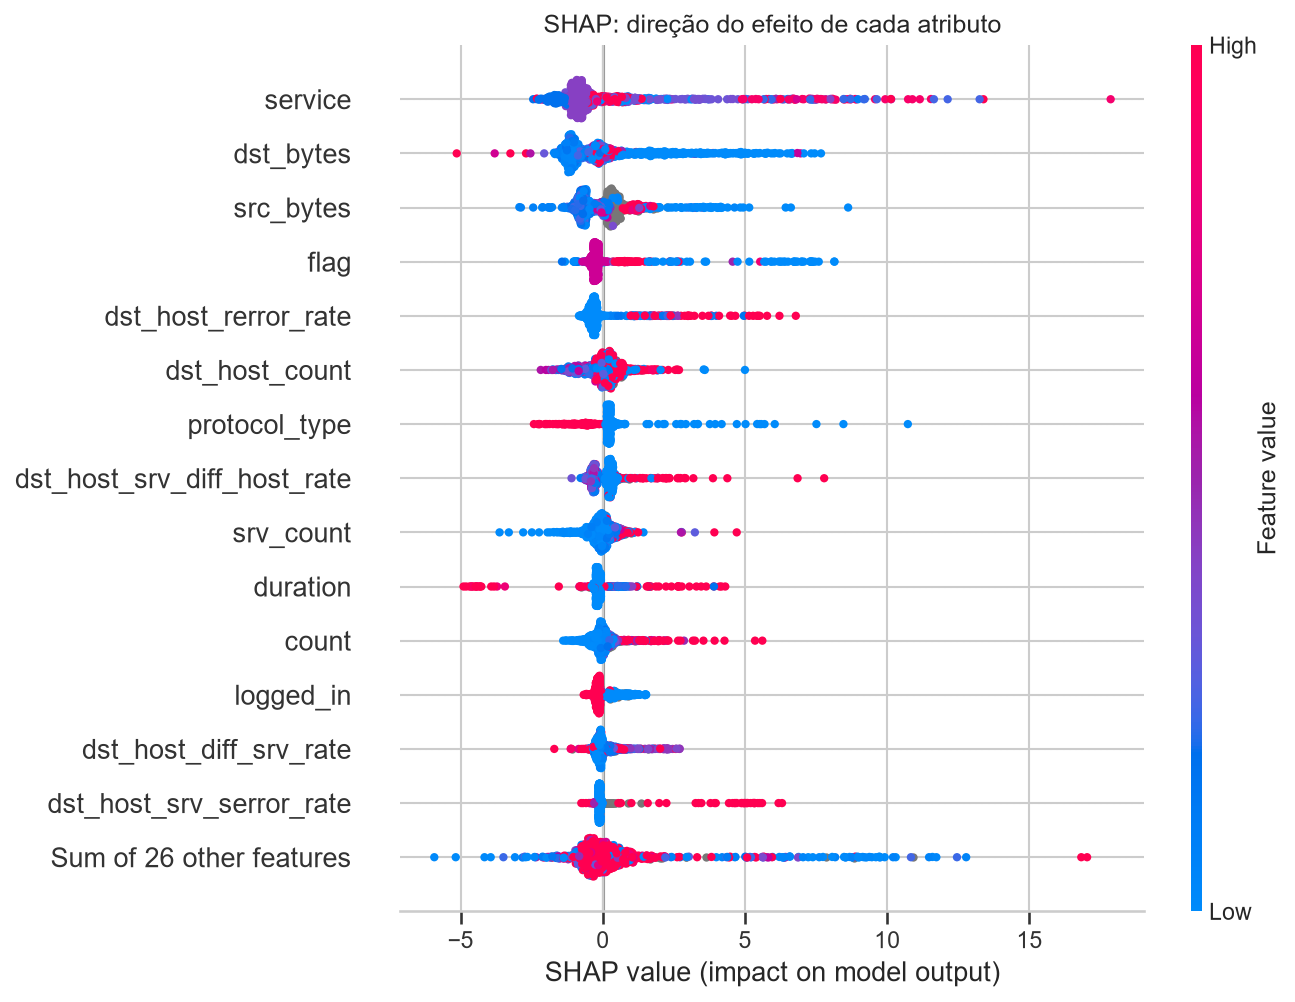 SHAP: direção do efeito de cada atributo
High
service
dst_bytes
src_bytes
flag
dst_host_rerror_rate
dst_host_count
protocol_type
dst_host_srv_diff_host_rate
srv_count
duration
count
logged_in
dst_host_diff_srv_rate
dst_host_srv_serror_rate
Sum of 26 other features
Feature value
Low
−5 0 5 10 15
SHAP value (impact on model output)